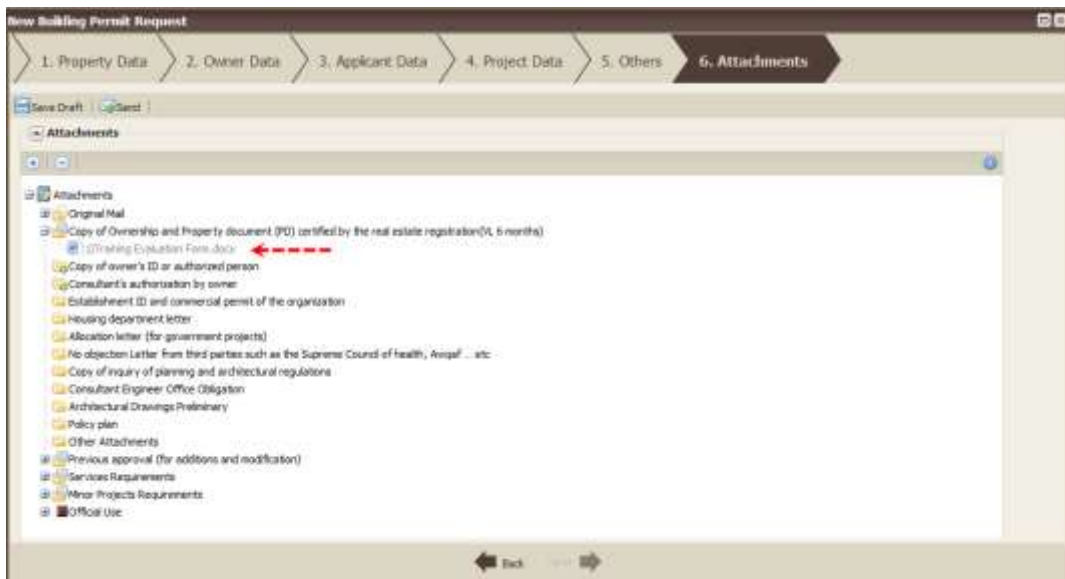 New Building Permit Request
1. Property Data
2. Owner Data
3. Applicant Data
4. Project Data
5. Others
6. Attachments
Save Draft
Send
Attachments
Attachments
Original Mail
Copy of Ownership and Property document (PD) certified by the real estate registration(VL 6 months)
Training Evaluation Form.docx
Copy of owner's ID or authorized person
Consultant's authorization by owner
Establishment ID and commercial permit of the organization
Housing department letter
Allocation letter (for government projects)
No objection Letter from third parties such as the Supreme Council of health, Awqaf ... etc
Copy of inquiry of planning and architectural regulations
Consultant Engineer Office Obligation
Architectural Drawings Preliminary
Policy plan
Other Attachments
Previous approval (for additions and modification)
Services Requirements
Minor Projects Requirements
Official Use
Back